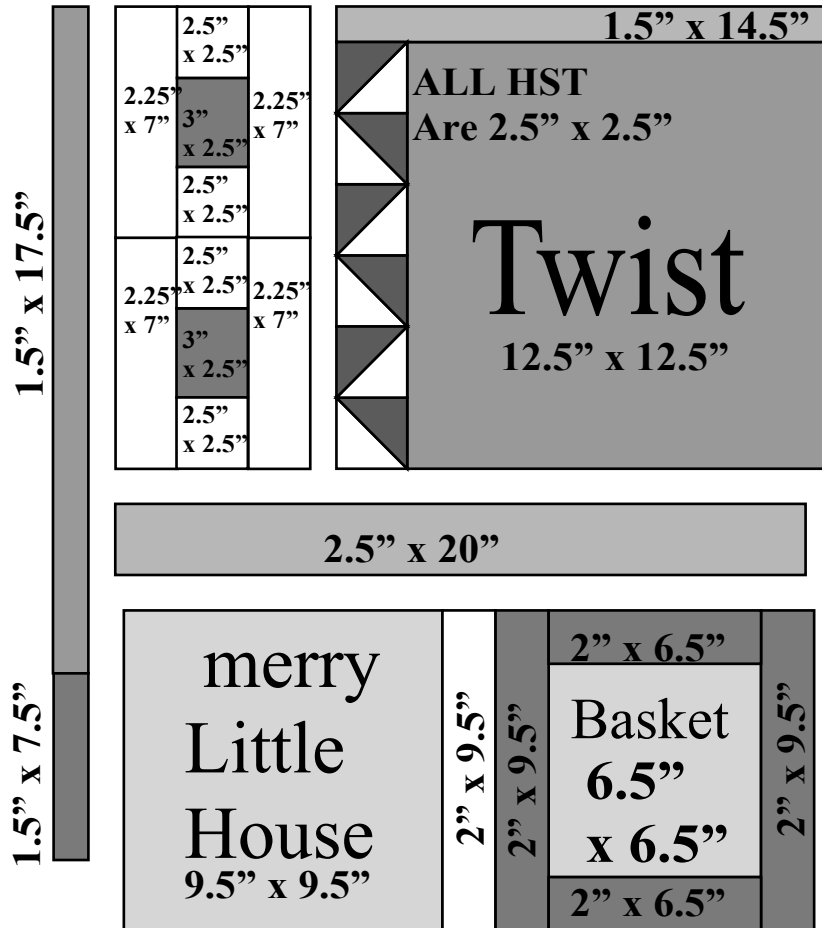 1.5” x 17.5”
1.5” x 7.5”
2.25”
x 7”
2.5”
x 2.5”
3”
x 2.5”
2.5”
x 2.5”
2.25”
x 7”
2.25”
x 7”
2.5”
x 2.5”
3”
x 2.5”
2.5”
x 2.5”
2.25”
x 7”
1.5” x 14.5”
ALL HST
Are 2.5” x 2.5”
Twist
12.5” x 12.5”
2.5” x 20”
merry
Little
House
9.5” x 9.5”
2” x 9.5”
2” x 9.5”
2” x 6.5”
Basket
6.5”
x 6.5”
2” x 6.5”
2” x 9.5”